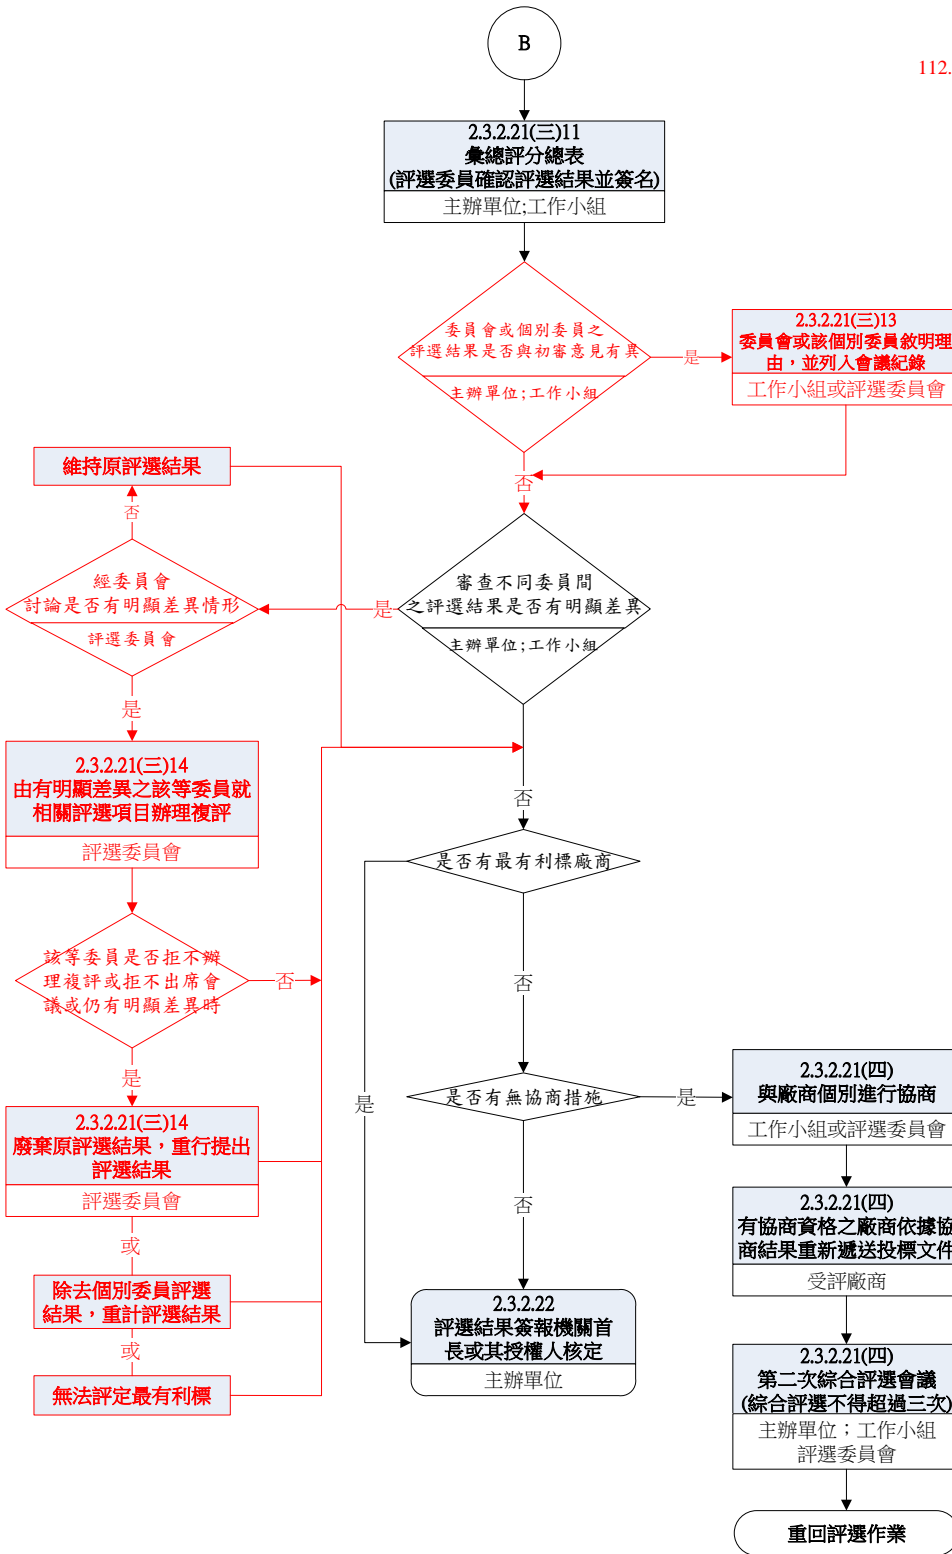 B
112.
2.3.2.21(三)11
彙總評分總表
(評選委員確認評選結果並簽名)
主辦單位;工作小組
委員會或個別委員之
評選結果是否與初審意見有異
主辦單位;工作小組
是
2.3.2.21(三)13
委員會或該個別委員敘明理
由，並列入會議紀錄
工作小組或評選委員會
否
維持原評選結果
否
經委員會
討論是否有明顯差異情形
評選委員會
是
審查不同委員間
之評選結果是否有明顯差異
主辦單位;工作小組
是
2.3.2.21(三)14
由有明顯差異之該等委員就
相關評選項目辦理複評
評選委員會
否
是否有最有利標廠商
該等委員是否拒不辦
理複評或拒不出席會
議或仍有明顯差異時
否
否
是
是
是否有無協商措施
是
2.3.2.21(四)
與廠商個別進行協商
工作小組或評選委員會
2.3.2.21(三)14
廢棄原評選結果，重行提出
評選結果
評選委員會
否
2.3.2.21(四)
有協商資格之廠商依據協
商結果重新遞送投標文件
受評廠商
或
除去個別委員評選
結果，重計評選結果
或
無法評定最有利標
2.3.2.22
評選結果簽報機關首
長或其授權人核定
主辦單位
2.3.2.21(四)
第二次綜合評選會議
(綜合評選不得超過三次)
主辦單位；工作小組
評選委員會
重回評選作業